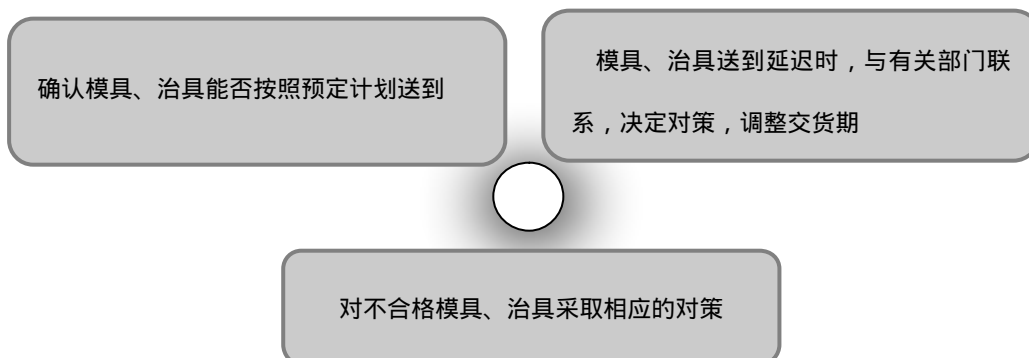 确认模具、治具能否按照预定计划送到
模具、治具送到延迟时，与有关部门联
系，决定对策，调整交货期
对不合格模具、治具采取相应的对策